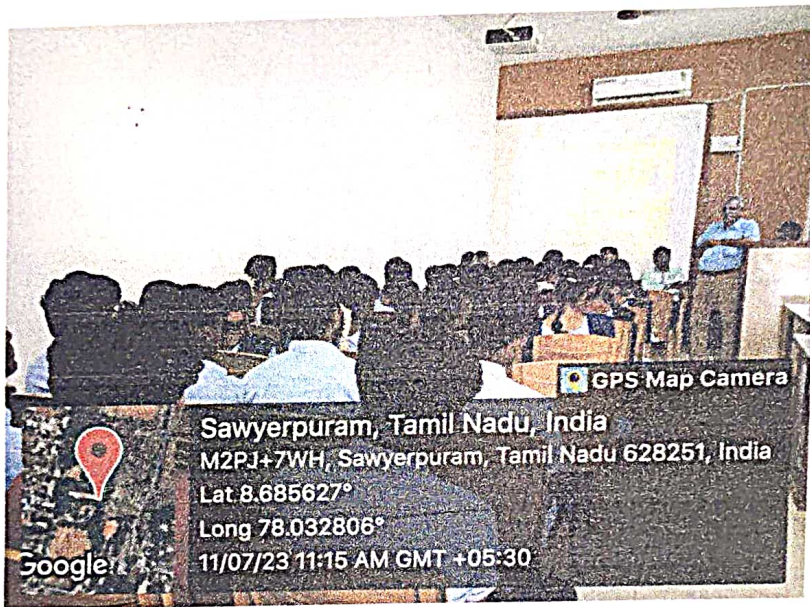 GPS Map Camera
Sawyerpuram, Tamil Nadu, India
M2PJ+7WH, Sawyerpuram, Tamil Nadu 628251, India
Lat 8.685627°
Long 78.032806°
11/07/23 11:15 AM GMT +05:30
Google